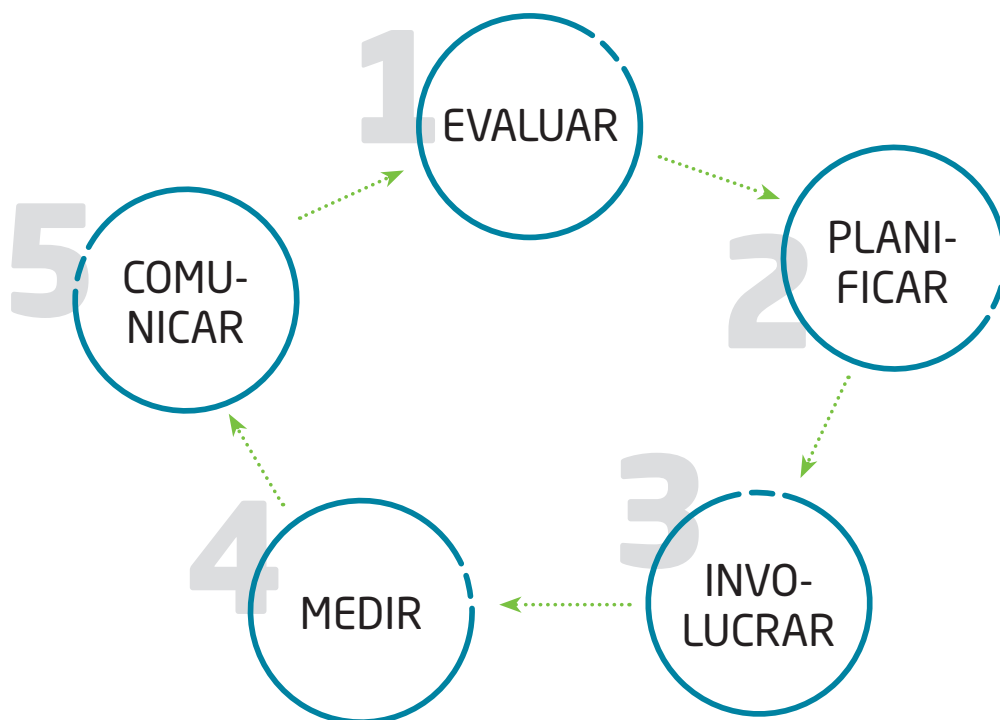 1
EVALUAR
2
PLANI-
FICAR
3
INVO-
LUCRAR
4
MEDIR
5
COMU-
NICAR